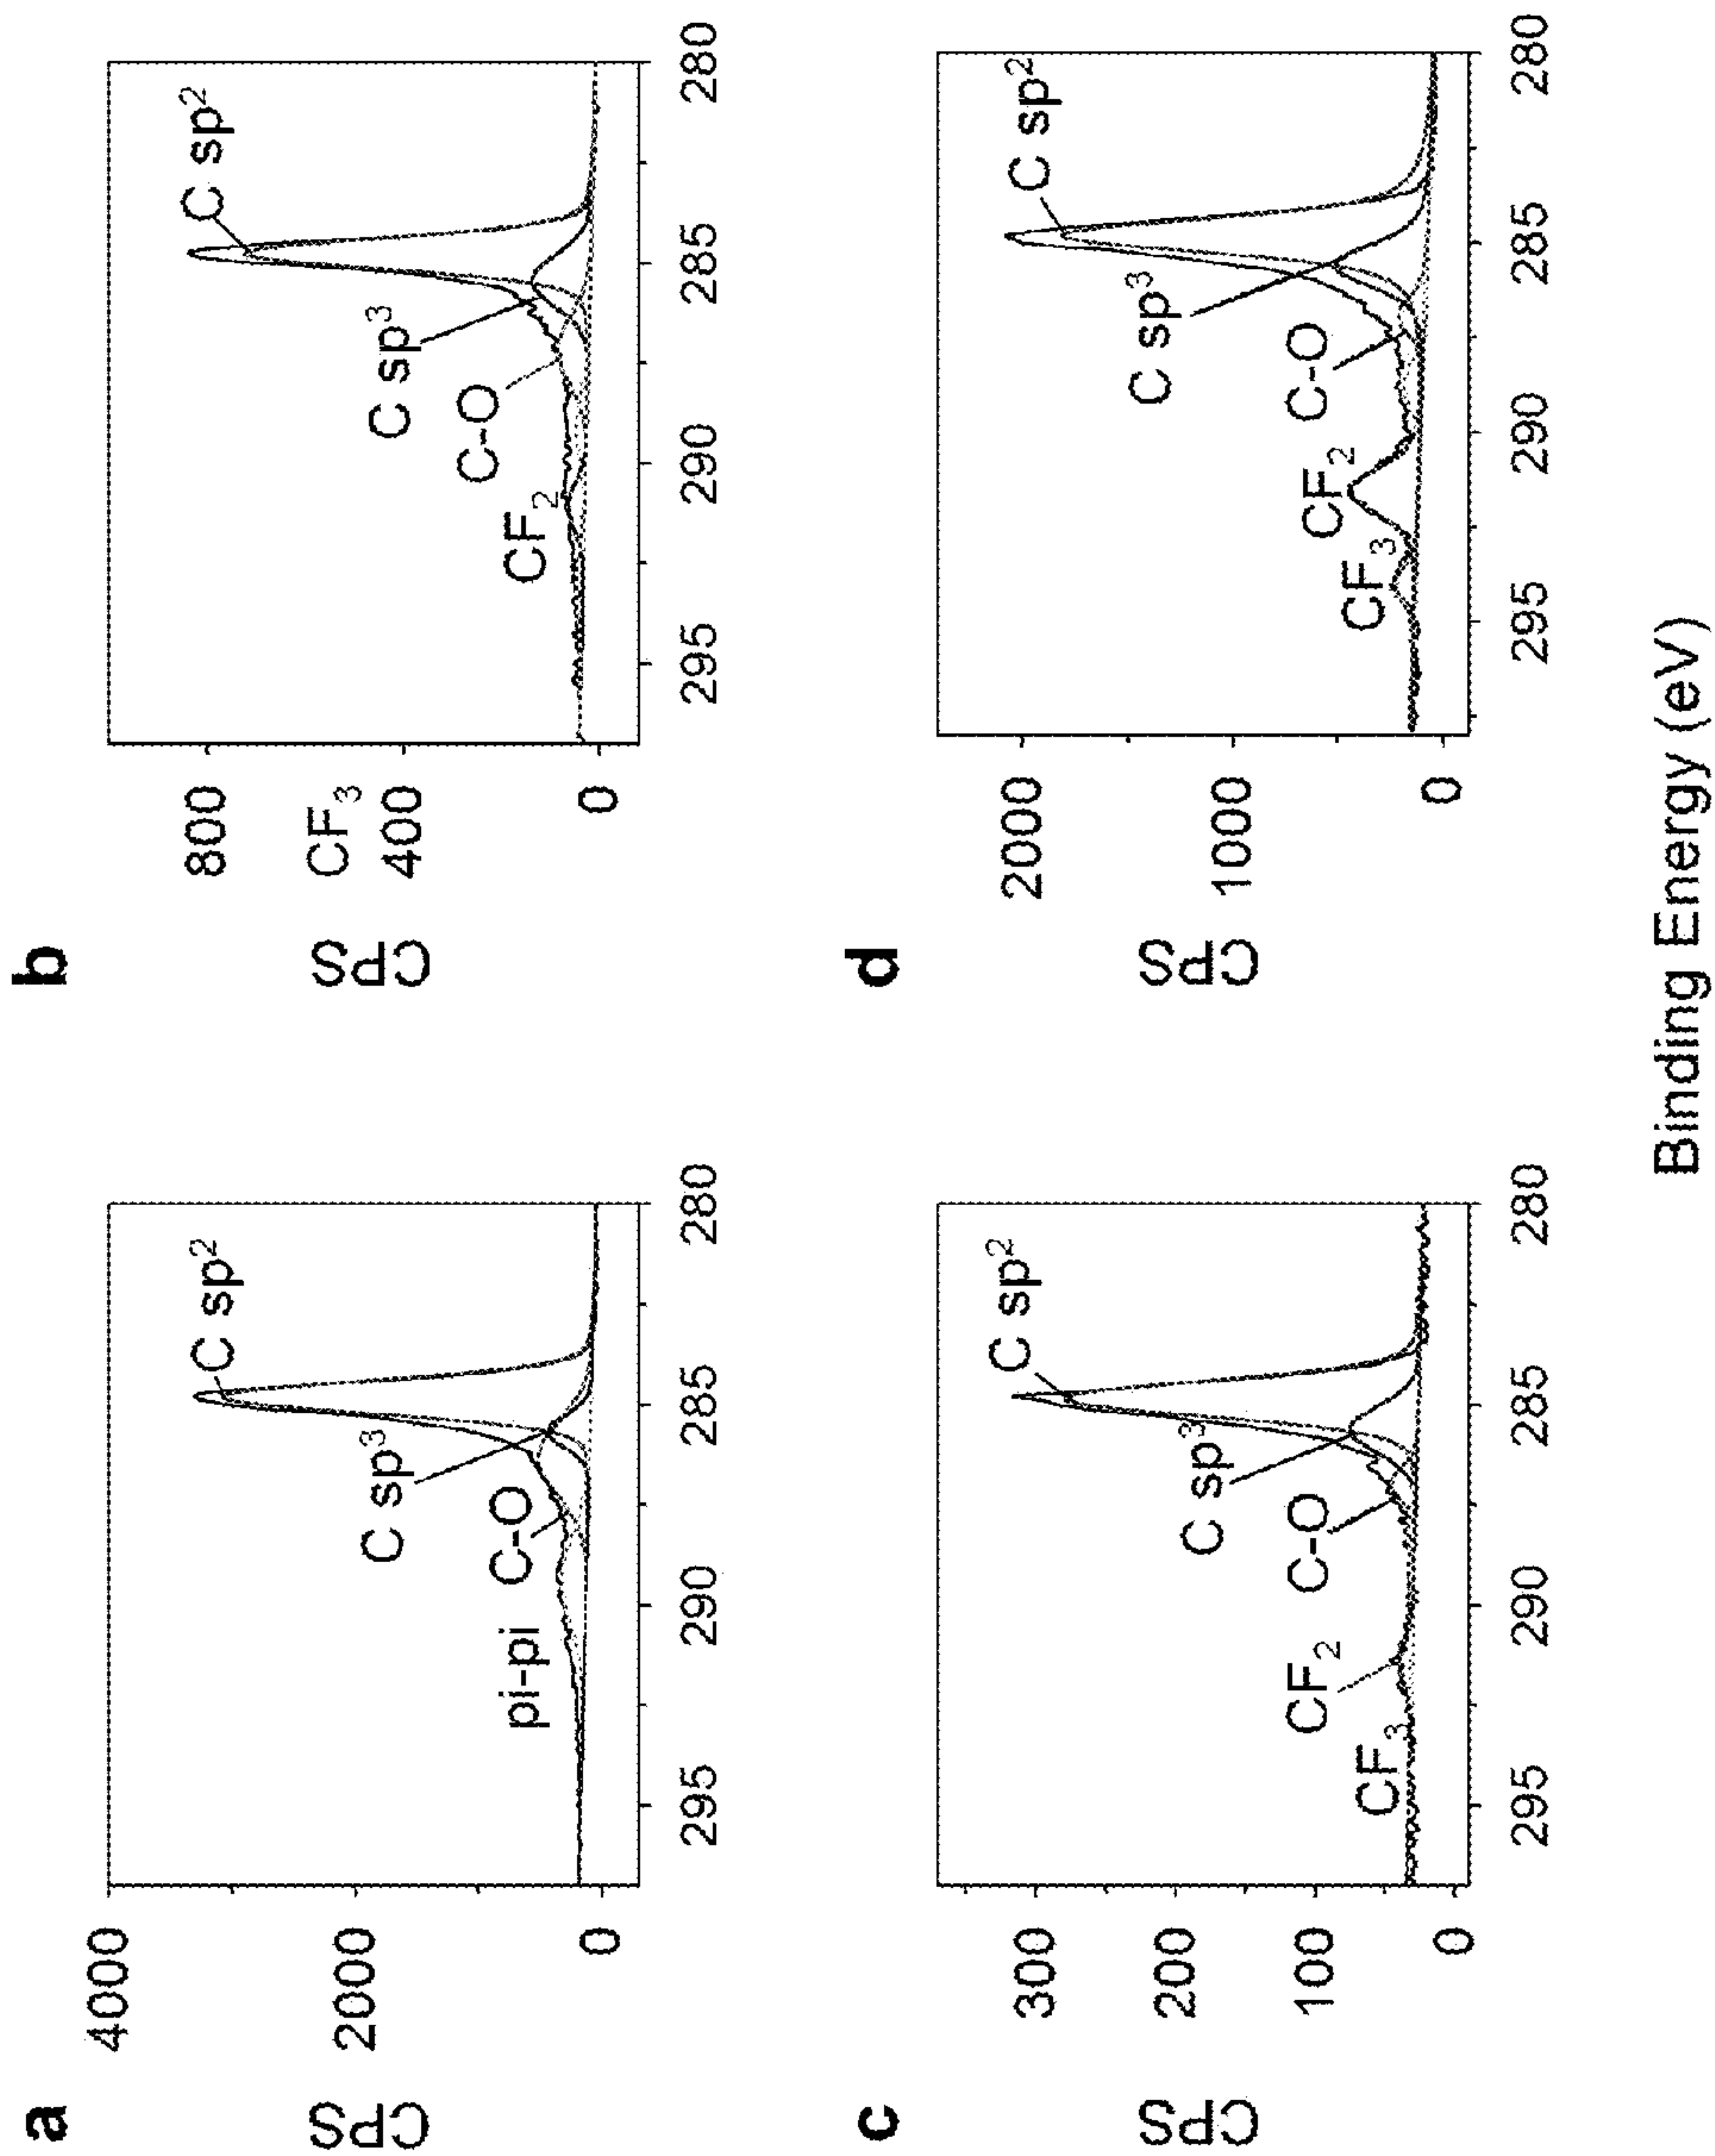 a
CPS
4000
2000
0
C sp²
C sp³
C-O
pi-pi
295
290
285
280
b
CPS
800
CF₃
400
0
C sp²
C sp³
C-O
CF₂
295
290
285
280
c
CPS
300
200
100
0
C sp²
C sp³
C-O
CF₂
CF₃
295
290
285
280
d
CPS
2000
1000
0
C sp²
C sp³
C-O
CF₂
CF₃
295
290
285
280
Binding Energy (eV)